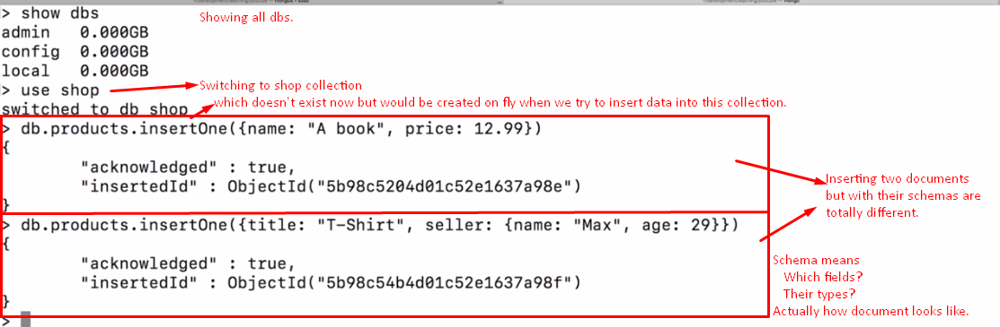 > show dbs
Showing all dbs.
admin 0.000GB
config 0.000GB
local 0.000GB
> use shop
Switching to shop collection
which doesn't exist now but would be created on fly when we try to insert data into this collection.
switched to db shop
> db.products.insertOne({name: "A book", price: 12.99})
{
"acknowledged" : true,
"insertedId" : ObjectId("5b98c5204d01c52e1637a98e")
}
Inserting two documents
but with their schemas are
totally different.
> db.products.insertOne({title: "T-Shirt", seller: {name: "Max", age: 29}})
{
"acknowledged" : true,
"insertedId" : ObjectId("5b98c54b4d01c52e1637a98f")
}
>
Schema means
Which fields?
Their types?
Actually how document looks like.